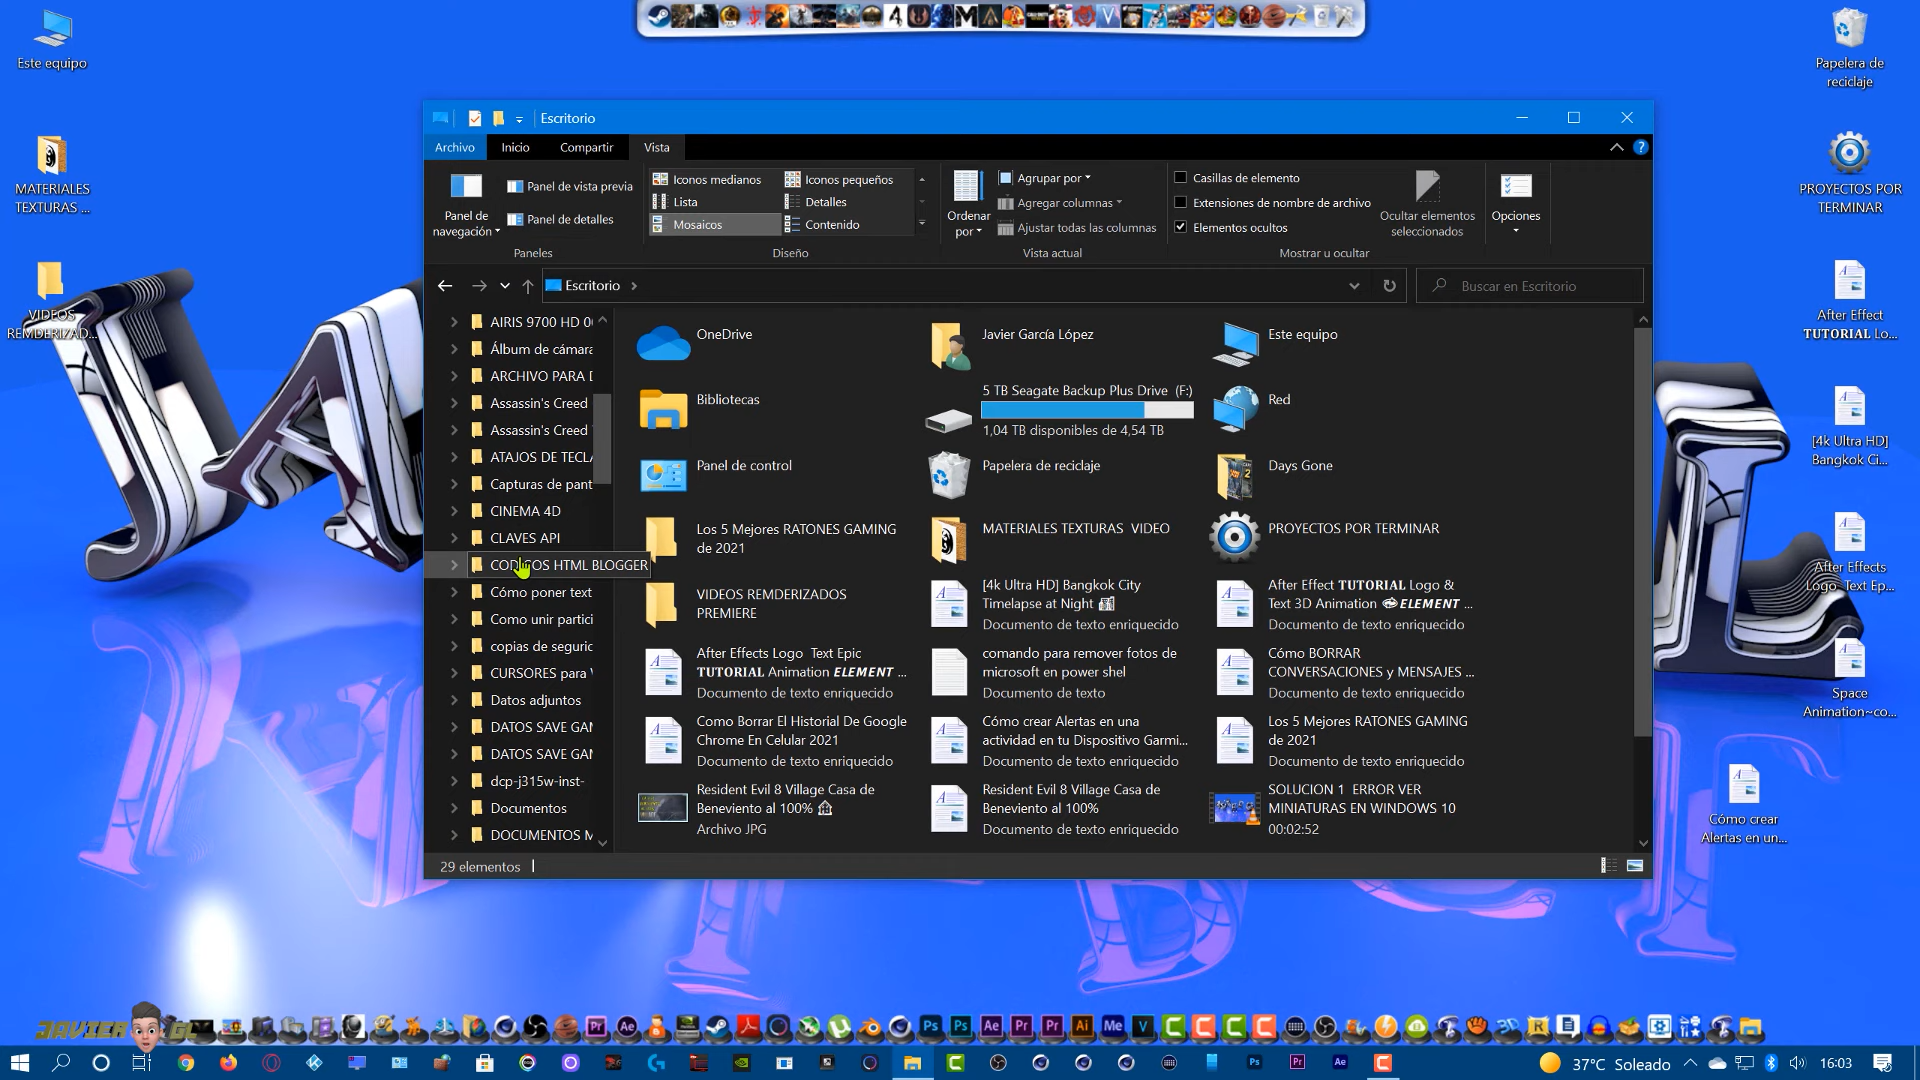 Este equipo
MATERIALES
TEXTURAS ...
VIDEOS
REMDERIZAD...
Papelera de
reciclaje
PROYECTOS POR
TERMINAR
After Effect
TUTORIAL Lo...
[4k Ultra HD]
Bangkok Ci...
After Effects
Logo Text Ep...
Space
Animation~co...
Cómo crear
Alertas en un...
Escritorio
Archivo
Inicio
Compartir
Vista
Panel de
navegación
Panel de vista previa
Panel de detalles
Paneles
Iconos medianos
Iconos pequeños
Lista
Detalles
Mosaicos
Contenido
Diseño
Ordenar
por
Agrupar por
Agregar columnas
Ajustar todas las columnas
Vista actual
Casillas de elemento
Extensiones de nombre de archivo
Elementos ocultos
Ocultar elementos
seleccionados
Mostrar u ocultar
Opciones
Escritorio
Buscar en Escritorio
AIRIS 9700 HD
Álbum de cámara
ARCHIVO PARA
Assassin's Creed
Assassin's Creed
ATAJOS DE TECLA
Capturas de pant
CINEMA 4D
CLAVES API
CODIGOS HTML BLOGGER
Cómo poner text
Como unir partici
copias de seguric
CURSORES para
Datos adjuntos
DATOS SAVE GAM
DATOS SAVE GAM
dcp-j315w-inst-
Documentos
DOCUMENTOS M
OneDrive
Javier García López
Este equipo
Bibliotecas
5 TB Seagate Backup Plus Drive (F:)
1,04 TB disponibles de 4,54 TB
Red
Panel de control
Papelera de reciclaje
Days Gone
Los 5 Mejores RATONES GAMING
de 2021
MATERIALES TEXTURAS VIDEO
PROYECTOS POR TERMINAR
VIDEOS REMDERIZADOS
PREMIERE
[4k Ultra HD] Bangkok City
Timelapse at Night
Documento de texto enriquecido
After Effect TUTORIAL Logo &
Text 3D Animation ELEMENT ...
Documento de texto enriquecido
After Effects Logo Text Epic
TUTORIAL Animation ELEMENT ...
Documento de texto enriquecido
comando para remover fotos de
microsoft en power shel
Documento de texto
Cómo BORRAR
CONVERSACIONES y MENSAJES ...
Documento de texto enriquecido
Como Borrar El Historial De Google
Chrome En Celular 2021
Documento de texto enriquecido
Cómo crear Alertas en una
actividad en tu Dispositivo Garmi...
Documento de texto enriquecido
Los 5 Mejores RATONES GAMING
de 2021
Documento de texto enriquecido
Resident Evil 8 Village Casa de
Beneviento al 100%
Archivo JPG
Resident Evil 8 Village Casa de
Beneviento al 100%
Documento de texto enriquecido
SOLUCION 1 ERROR VER
MINIATURAS EN WINDOWS 10
00:02:52
29 elementos
JAVIER GL
37°C Soleado
16:03